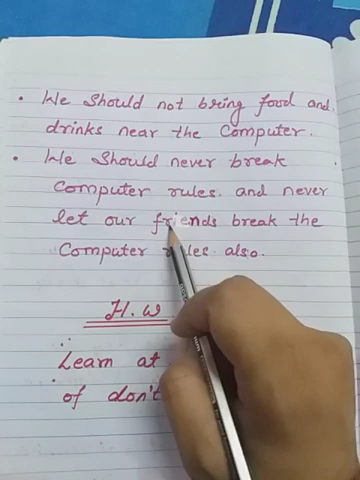 • We should not bring food and
drinks near the Computer.
• We should never break
Computer rules. and never
let our friends break the
Computer rules also.
H.W
Learn at
of don't